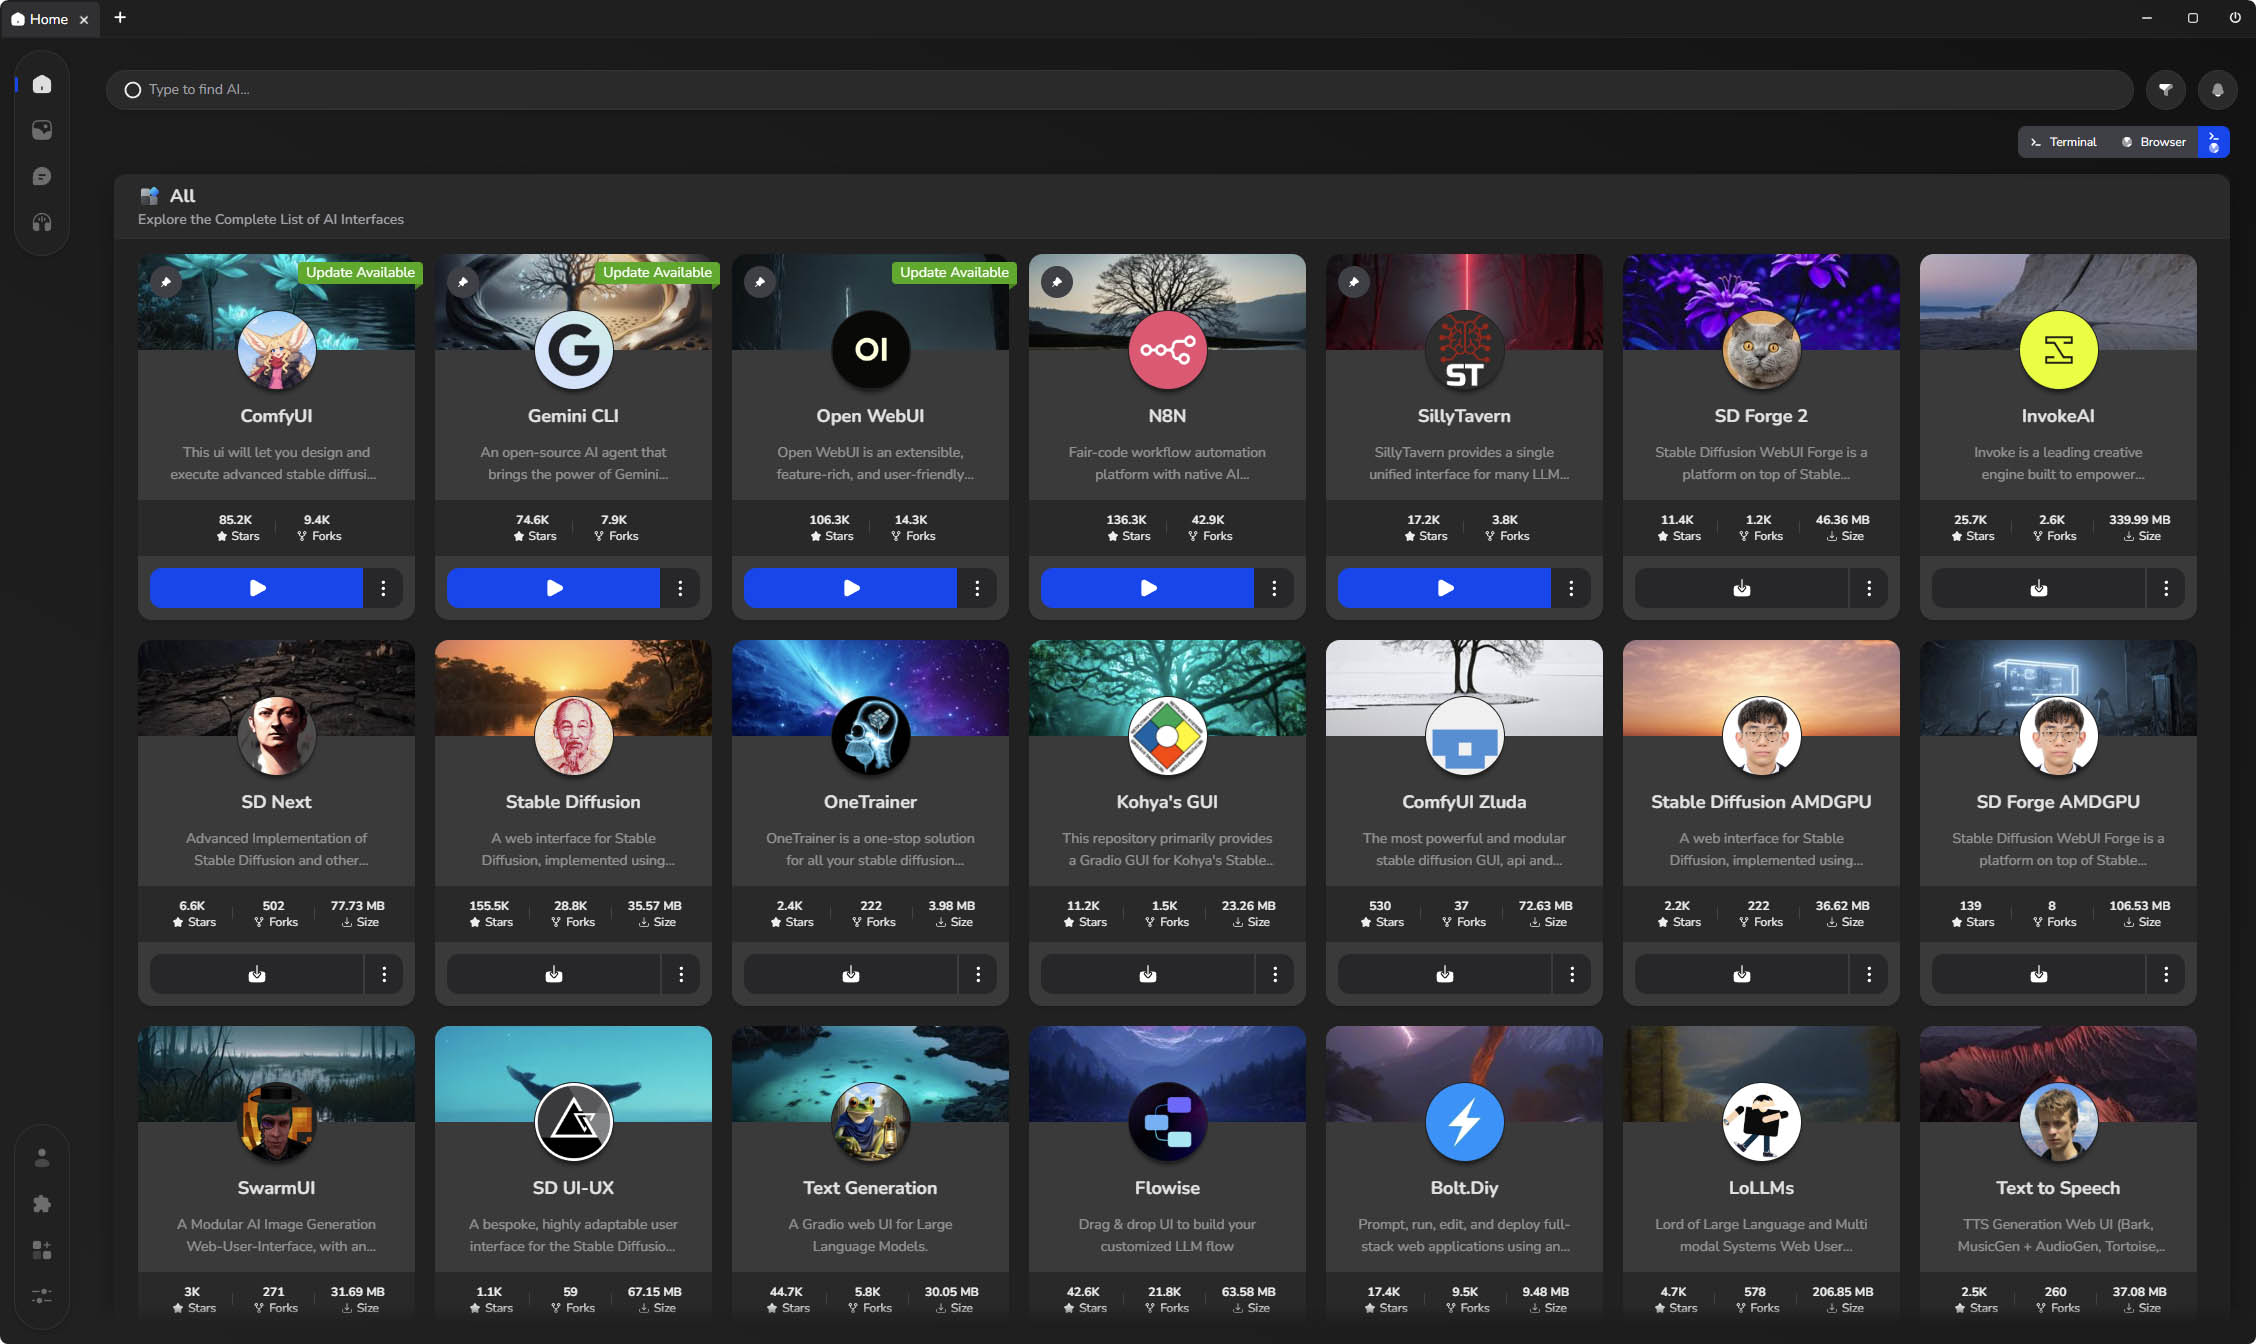 Home
Type to find AI...
Terminal
Browser
All
Explore the Complete List of AI Interfaces
Update Available
ComfyUI
This ui will let you design and
execute advanced stable diffusi...
85.2K
Stars
9.4K
Forks
Update Available
Gemini CLI
An open-source AI agent that
brings the power of Gemini...
74.6K
Stars
7.9K
Forks
Update Available
OI
Open WebUI
Open WebUI is an extensible,
feature-rich, and user-friendly...
106.3K
Stars
14.3K
Forks
N8N
Fair-code workflow automation
platform with native AI...
136.3K
Stars
42.9K
Forks
ST
SillyTavern
SillyTavern provides a single
unified interface for many LLM...
17.2K
Stars
3.8K
Forks
SD Forge 2
Stable Diffusion WebUI Forge is a
platform on top of Stable...
11.4K
Stars
1.2K
Forks
46.36 MB
Size
InvokeAI
Invoke is a leading creative
engine built to empower...
25.7K
Stars
2.6K
Forks
339.99 MB
Size
SD Next
Advanced Implementation of
Stable Diffusion and other...
6.6K
Stars
502
Forks
77.73 MB
Size
Stable Diffusion
A web interface for Stable
Diffusion, implemented using...
155.5K
Stars
28.8K
Forks
35.57 MB
Size
OneTrainer
OneTrainer is a one-stop solution
for all your stable diffusion...
2.4K
Stars
222
Forks
3.98 MB
Size
Kohya's GUI
This repository primarily provides
a Gradio GUI for Kohya's Stable..
11.2K
Stars
1.5K
Forks
23.26 MB
Size
ComfyUI Zluda
The most powerful and modular
stable diffusion GUI, api and...
530
Stars
37
Forks
72.63 MB
Size
Stable Diffusion AMDGPU
A web interface for Stable
Diffusion, implemented using...
2.2K
Stars
222
Forks
36.62 MB
Size
SD Forge AMDGPU
Stable Diffusion WebUI Forge is a
platform on top of Stable...
139
Stars
8
Forks
106.53 MB
Size
SwarmUI
A Modular AI Image Generation
Web-User-Interface, with an...
3K
Stars
271
Forks
31.69 MB
Size
SD UI-UX
A bespoke, highly adaptable user
interface for the Stable Diffusio...
1.1K
Stars
59
Forks
67.15 MB
Size
Text Generation
A Gradio web UI for Large
Language Models.
44.7K
Stars
5.8K
Forks
30.05 MB
Size
Flowise
Drag & drop UI to build your
customized LLM flow
42.6K
Stars
21.8K
Forks
63.58 MB
Size
Bolt.Diy
Prompt, run, edit, and deploy full-
stack web applications using an...
17.4K
Stars
9.5K
Forks
9.48 MB
Size
LoLLMs
Lord of Large Language and Multi
modal Systems Web User...
4.7K
Stars
578
Forks
206.85 MB
Size
Text to Speech
TTS Generation Web UI (Bark,
MusicGen + AudioGen, Tortoise,..
2.5K
Stars
260
Forks
37.08 MB
Size